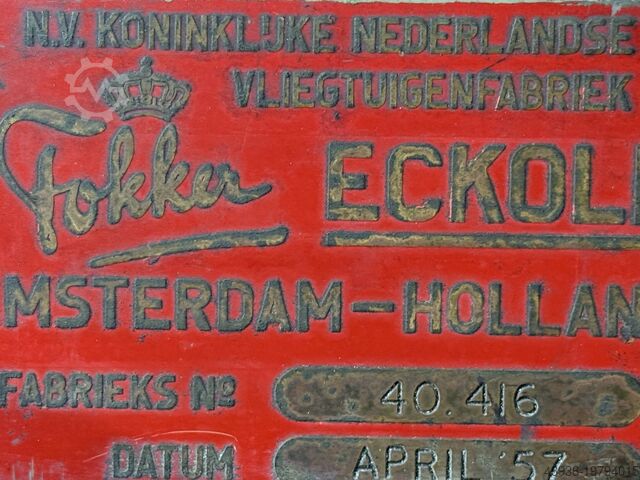 N.V. KONINKLIJKE NEDERLANDSE
VLIEGTUIGENFABRIEK
Fokker ECKOL
MSTERDAM-HOLLAN
FABRIEKS Nº 40.416
DATUM APRIL '57